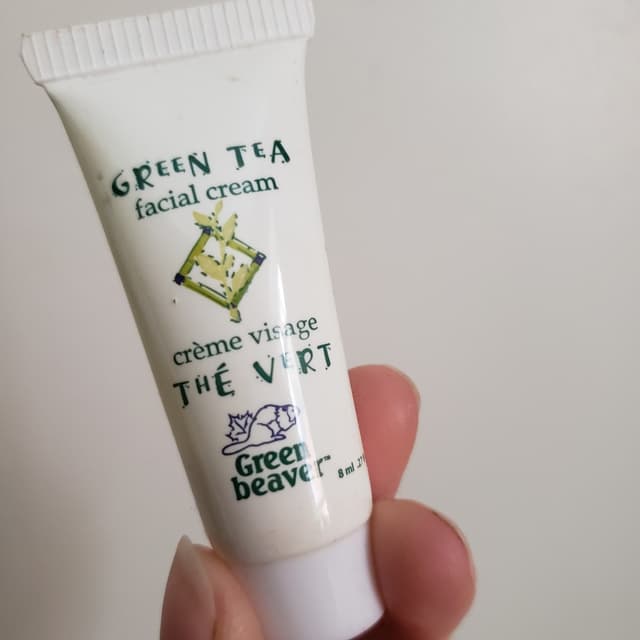 GREEN TEA
facial cream
crème visage
THÉ VERT
Green
beaver™
8 ml